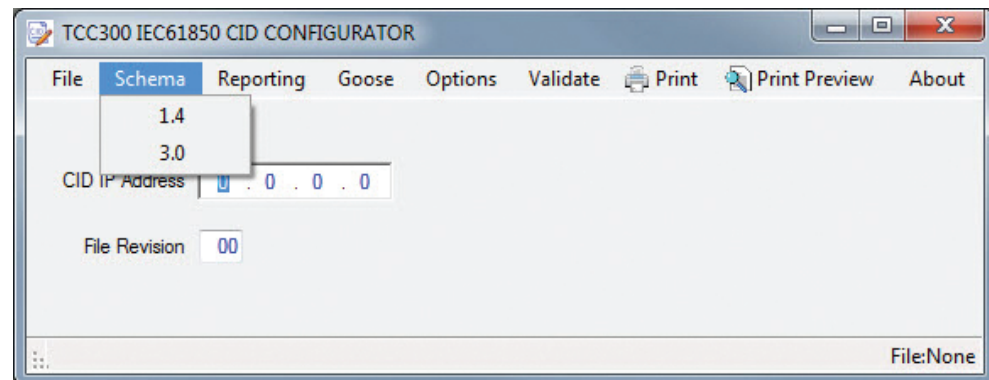 TCC300 IEC61850 CID CONFIGURATOR
File Schema Reporting Goose Options Validate Print Print Preview About
1.4
3.0
CID IP Address 0 . 0 . 0 . 0
File Revision 00
File:None